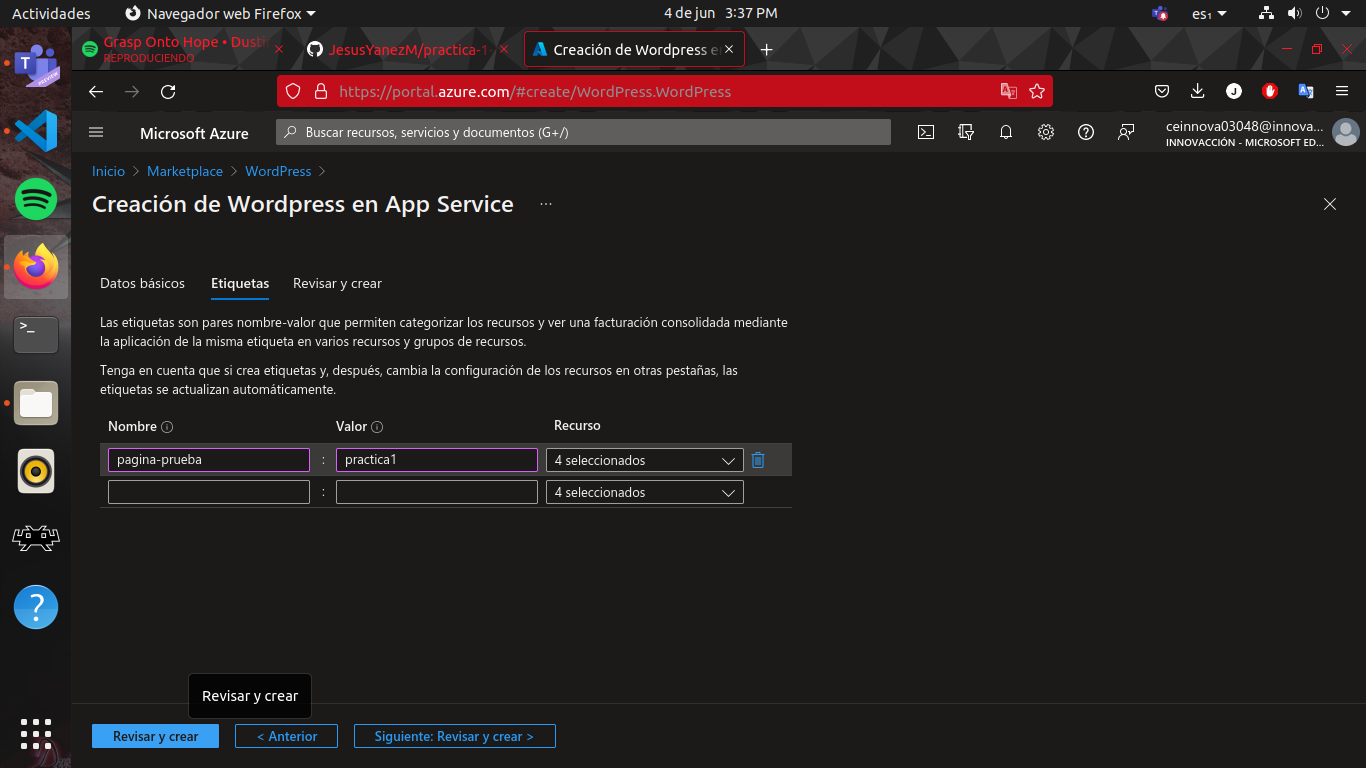 Actividades
Navegador web Firefox
4 de jun 3:37 PM
es₁
Grasp Onto Hope • Dusti
REPRODUCIENDO
JesusYanezM/practica-1
Creación de Wordpress e
https://portal.azure.com/#create/WordPress.WordPress
Microsoft Azure
Buscar recursos, servicios y documentos (G+/)
ceinnova03048@innova...
INNOVACCIÓN - MICROSOFT ED...
Inicio > Marketplace > WordPress >
Creación de Wordpress en App Service ...
Datos básicos
Etiquetas
Revisar y crear
Las etiquetas son pares nombre-valor que permiten categorizar los recursos y ver una facturación consolidada mediante
la aplicación de la misma etiqueta en varios recursos y grupos de recursos.
Tenga en cuenta que si crea etiquetas y, después, cambia la configuración de los recursos en otras pestañas, las
etiquetas se actualizan automáticamente.
Nombre
Valor
Recurso
pagina-prueba : practica1 4 seleccionados
: 4 seleccionados
Revisar y crear
Revisar y crear
< Anterior
Siguiente: Revisar y crear >